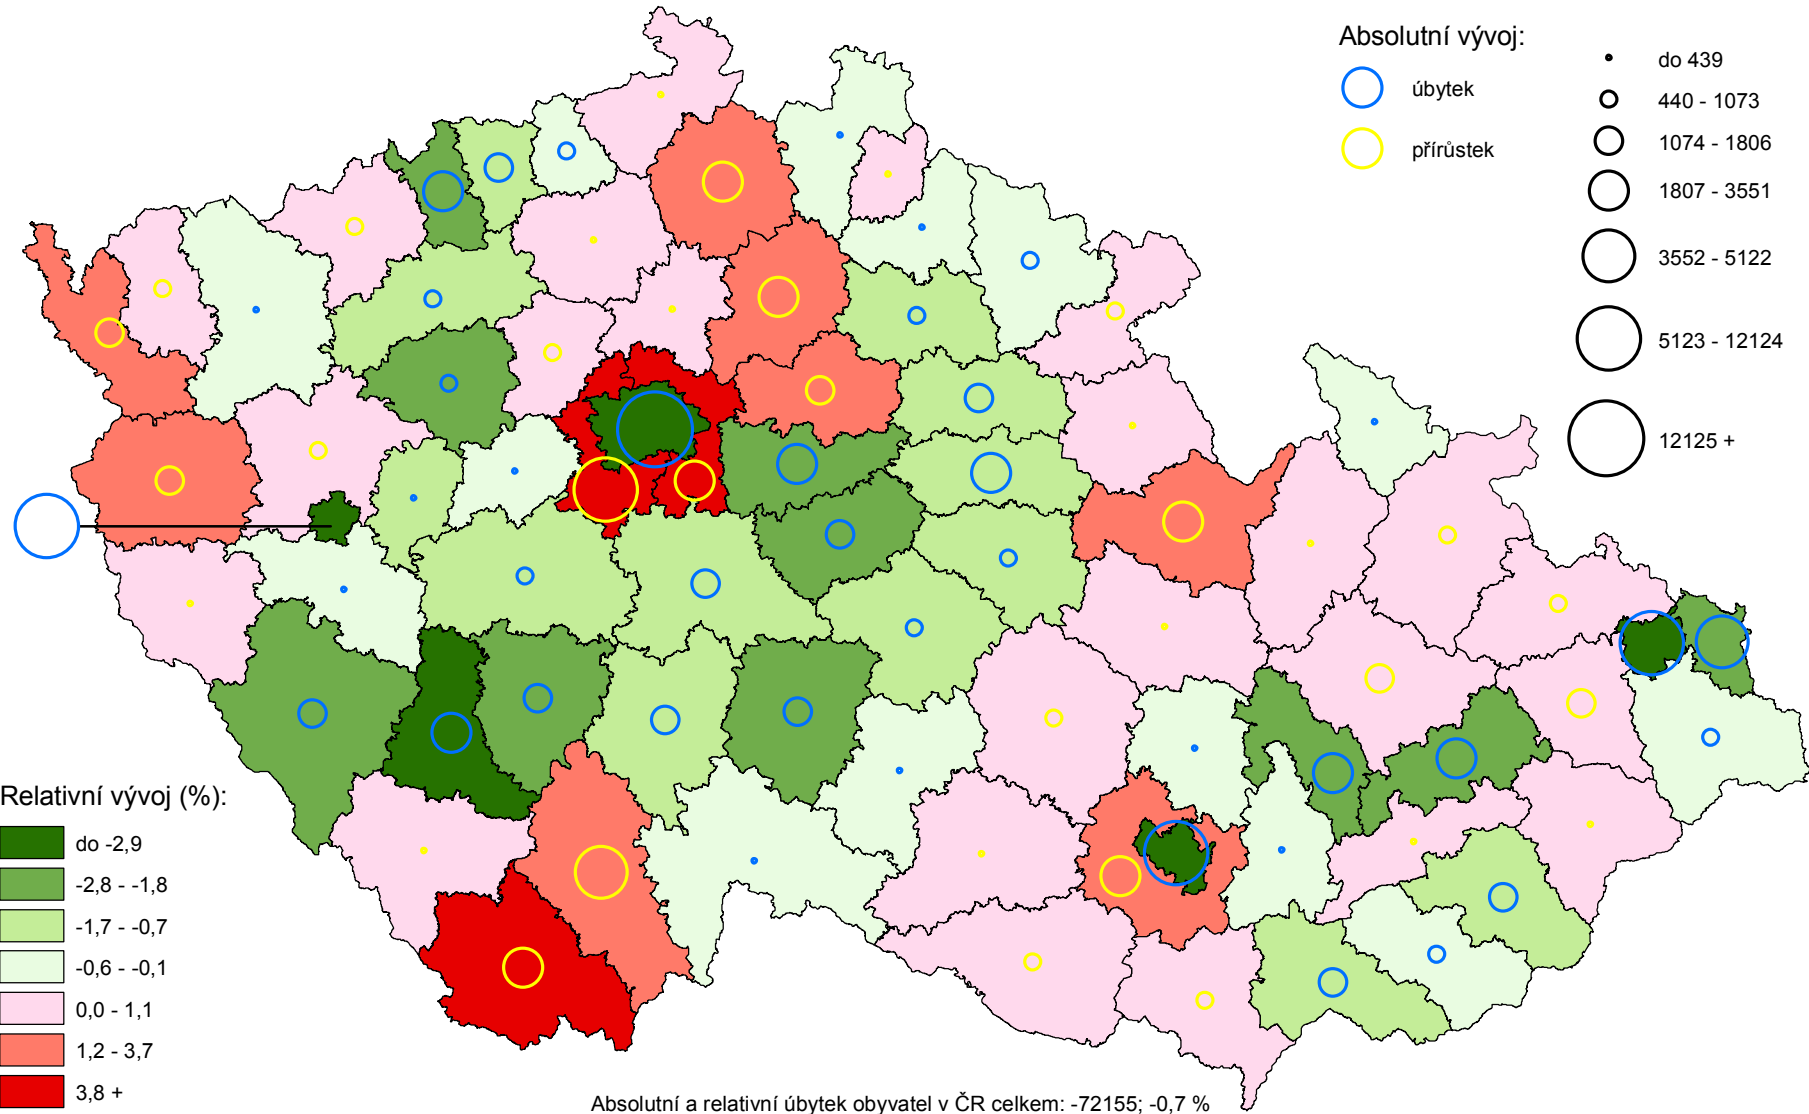 Absolutní vývoj:
úbytek
přírůstek
do 439
440 - 1073
1074 - 1806
1807 - 3551
3552 - 5122
5123 - 12124
12125 +
Relativní vývoj (%):
do -2,9
-2,8 - -1,8
-1,7 - -0,7
-0,6 - -0,1
0,0 - 1,1
1,2 - 3,7
3,8 +
Absolutní a relativní úbytek obyvatel v ČR celkem: -72155; -0,7 %